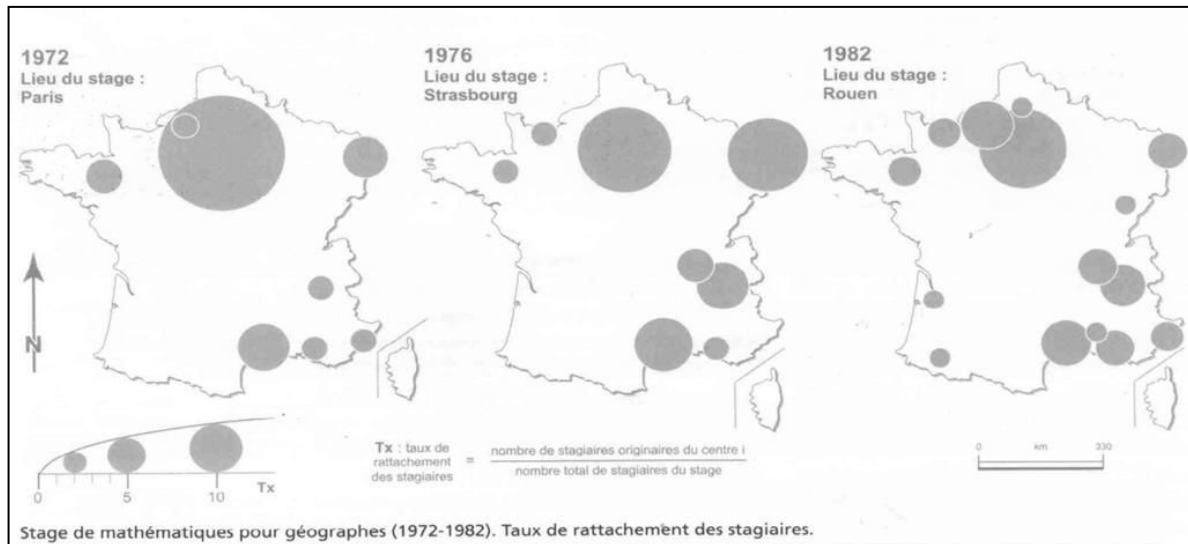 1972
Lieu du stage :
Paris
1976
Lieu du stage :
Strasbourg
1982
Lieu du stage :
Rouen
N
0 5 10 Tx
Tx : taux de
rattachement
des stagiaires
=
nombre de stagiaires originaires du centre i
nombre total de stagiaires du stage
0 km 330
Stage de mathématiques pour géographes (1972-1982). Taux de rattachement des stagiaires.